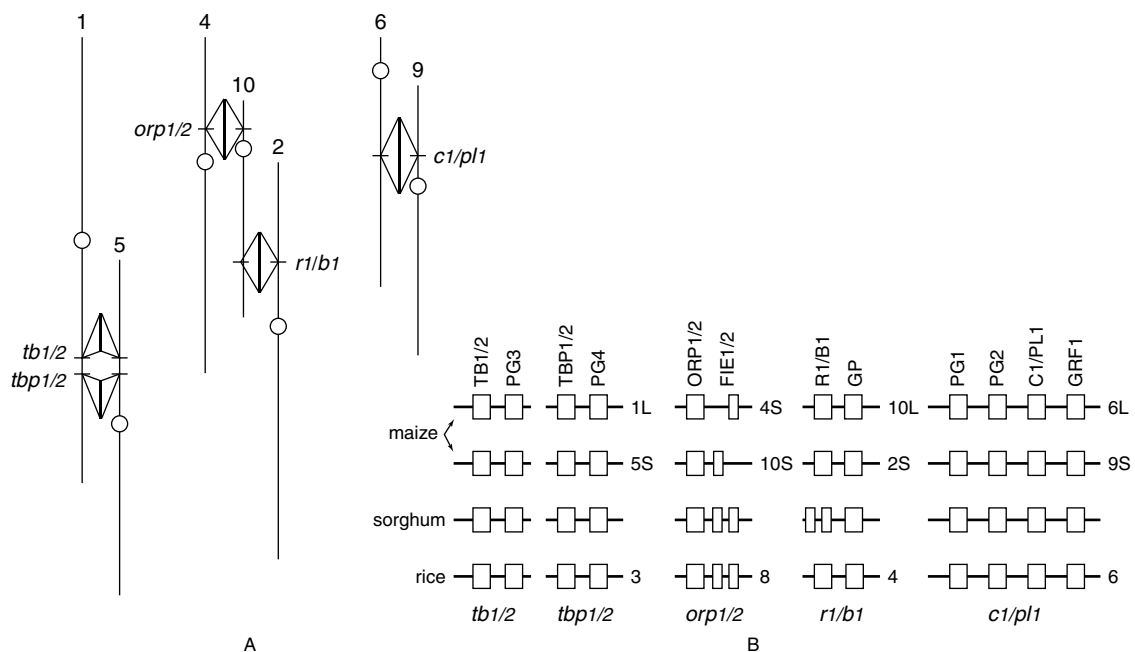 1
4
6
10
9
orp1/2
c1/pl1
2
5
r1/b1
tb1/2
tbp1/2
A
TB1/2 PG3 TBP1/2 PG4 ORP1/2 FIE1/2 R1/B1 GP PG1 PG2 C1/PL1 GRF1
1L 4S 10L 6L
maize
5S 10S 2S 9S
sorghum
rice 3 8 4 6
tb1/2 tbp1/2 orp1/2 r1/b1 c1/pl1
B